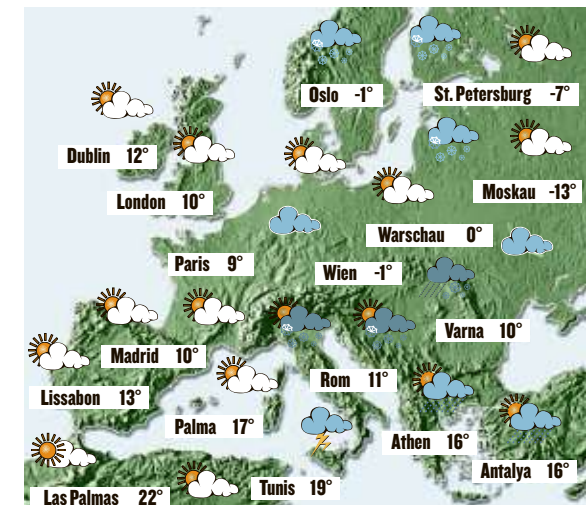 Oslo -1°
St. Petersburg -7°
Dublin 12°
London 10°
Moskau -13°
Warschau 0°
Paris 9°
Wien -1°
Varna 10°
Madrid 10°
Rom 11°
Lissabon 13°
Palma 17°
Athen 16°
Antalya 16°
Las Palmas 22°
Tunis 19°